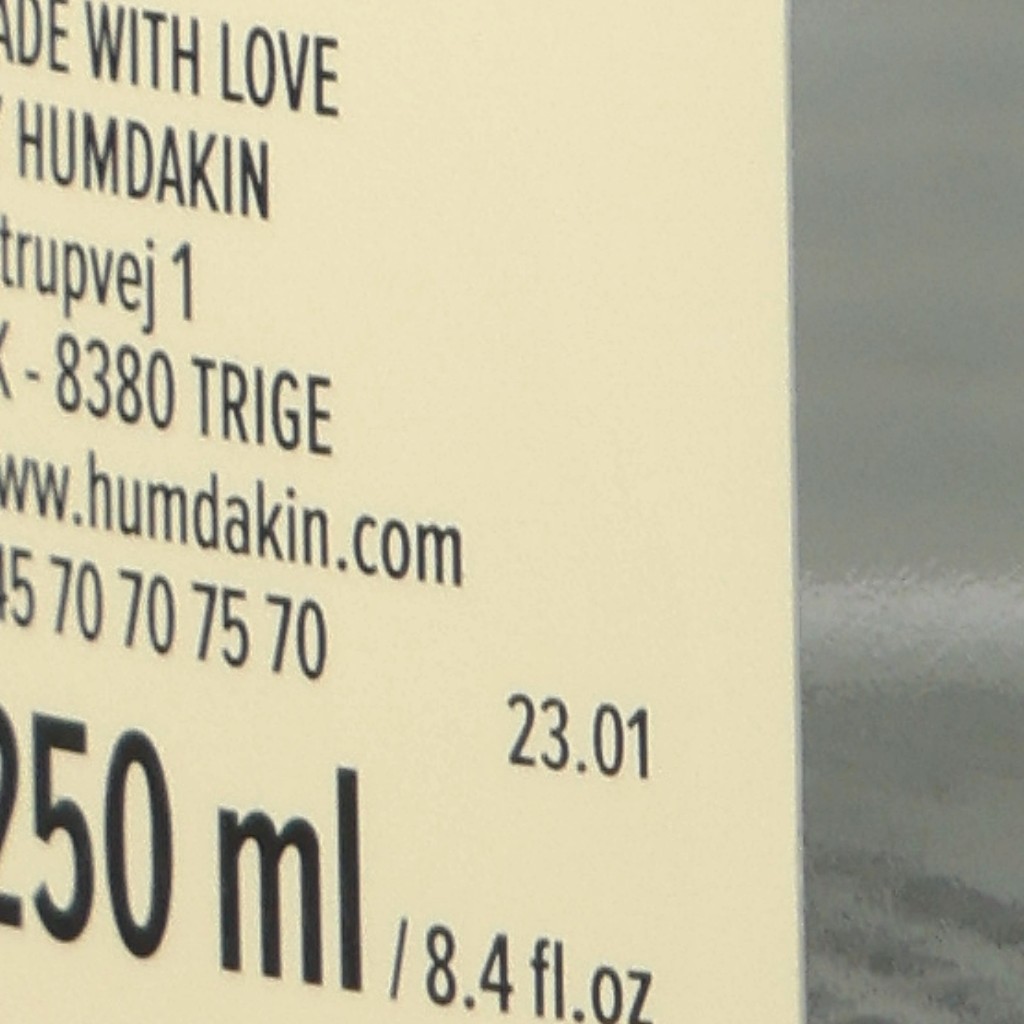 ADE WITH LOVE
HUMDAKIN
trupvej 1
K - 8380 TRIGE
ww.humdakin.com
45 70 70 75 70
23.01
250 ml / 8.4 fl.oz